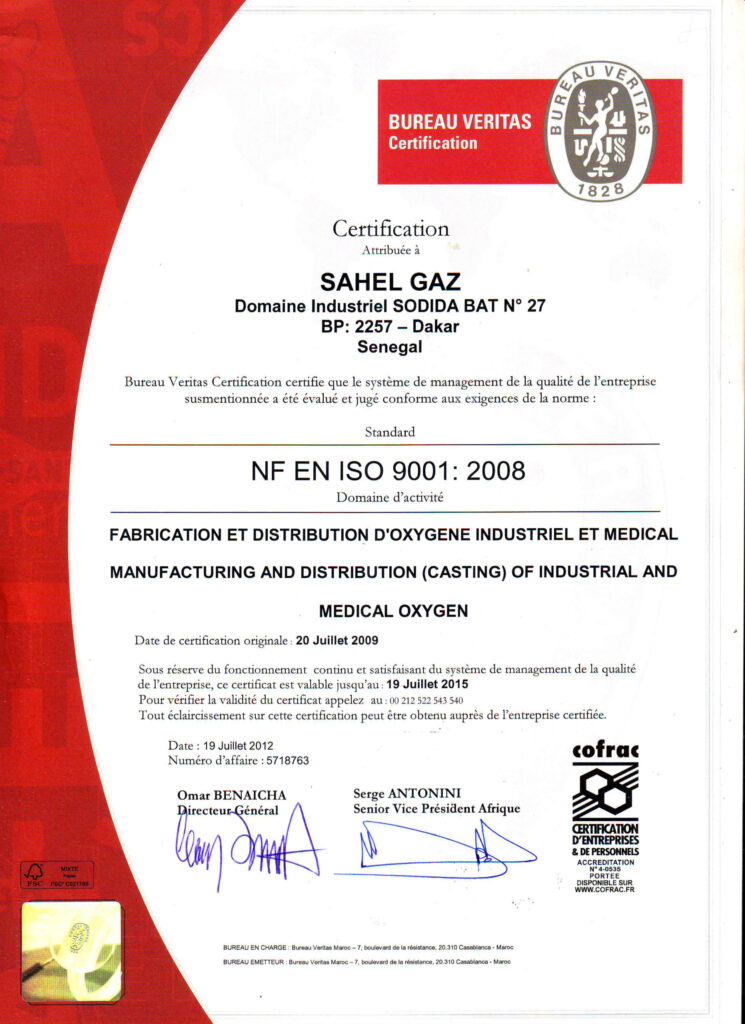 BUREAU VERITAS
Certification
BUREAU VERITAS
1828
Certification
Attribuée à
SAHEL GAZ
Domaine Industriel SODIDA BAT N° 27
BP: 2257 – Dakar
Senegal
Bureau Veritas Certification certifie que le système de management de la qualité de l'entreprise
susmentionnée a été évalué et jugé conforme aux exigences de la norme :
Standard
NF EN ISO 9001: 2008
Domaine d'activité
FABRICATION ET DISTRIBUTION D'OXYGENE INDUSTRIEL ET MEDICAL
MANUFACTURING AND DISTRIBUTION (CASTING) OF INDUSTRIAL AND
MEDICAL OXYGEN
Date de certification originale : 20 Juillet 2009
Sous réserve du fonctionnement continu et satisfaisant du système de management de la qualité
de l'entreprise, ce certificat est valable jusqu'au : 19 Juillet 2015
Pour vérifier la validité du certificat appelez au : 00 212 522 543 540
Tout éclaircissement sur cette certification peut être obtenu auprès de l'entreprise certifiée.
Date : 19 Juillet 2012
Numéro d'affaire : 5718763
Omar BENAICHA
Directeur Général
Serge ANTONINI
Senior Vice Président Afrique
cofrac
CERTIFICATION
D'ENTREPRISES
& DE PERSONNELS
ACCREDITATION
N° 4-0535
PORTEE
DISPONIBLE SUR
WWW.COFRAC.FR
FSC
MIXTE
BUREAU EN CHARGE : Bureau Veritas Maroc – 7, boulevard de la résistance, 20.310 Casablanca - Maroc
BUREAU EMETTEUR : Bureau Veritas Maroc – 7, boulevard de la résistance, 20.310 Casablanca - Maroc